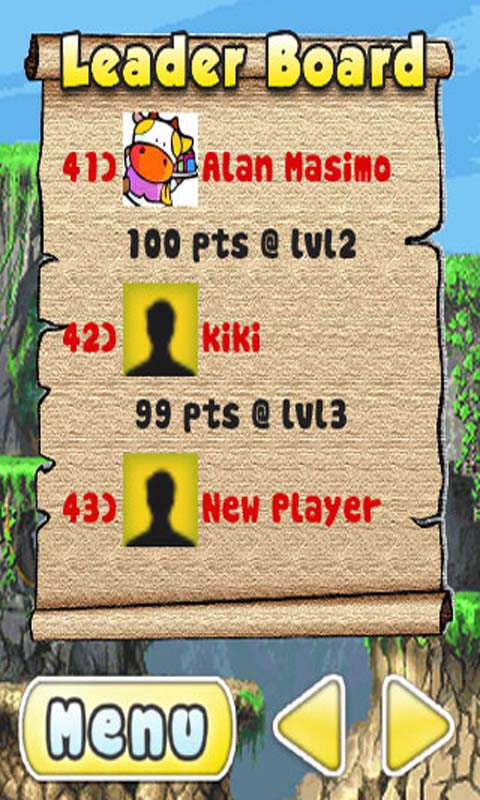 Leader Board
41) Alan Masimo
100 pts @ lvl2
42) kiki
99 pts @ lvl3
43) New Player
Menu